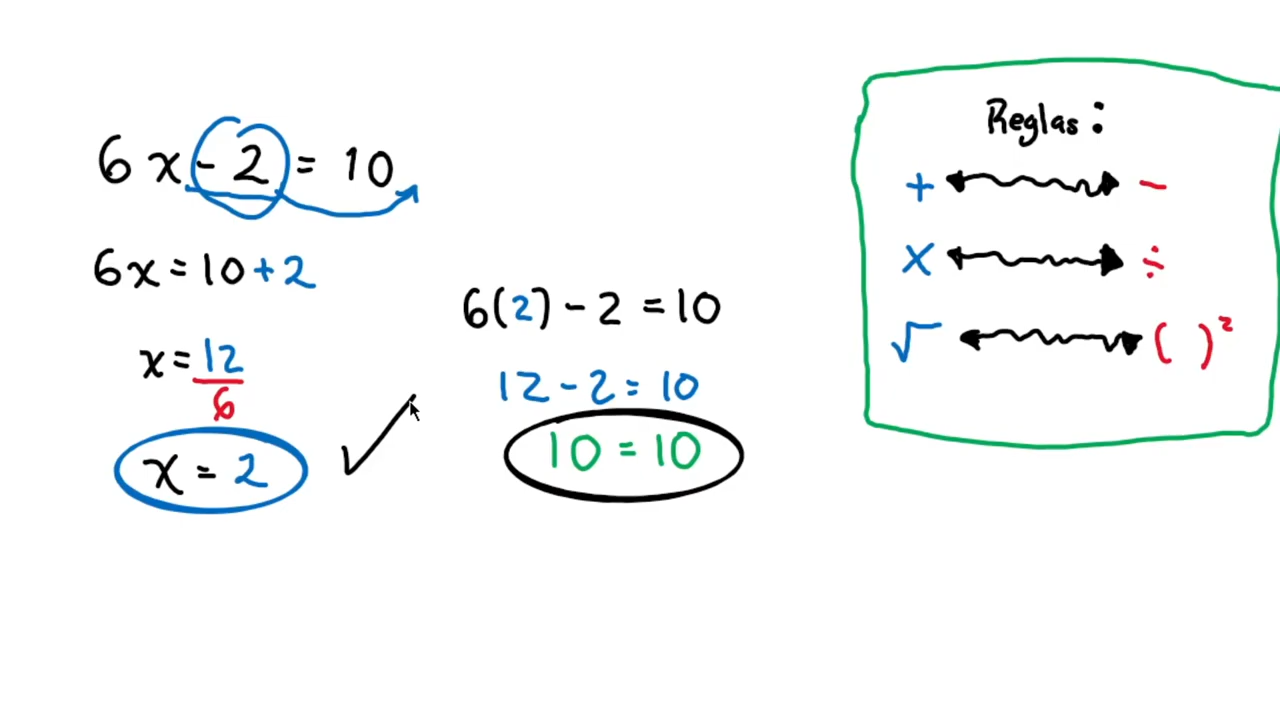 6x - 2 = 10
6x = 10 + 2
x = 12/6
x = 2
6(2) - 2 = 10
12 - 2 = 10
10 = 10
Reglas:
+ ↔ -
× ↔ ÷
√ ↔ ( )²